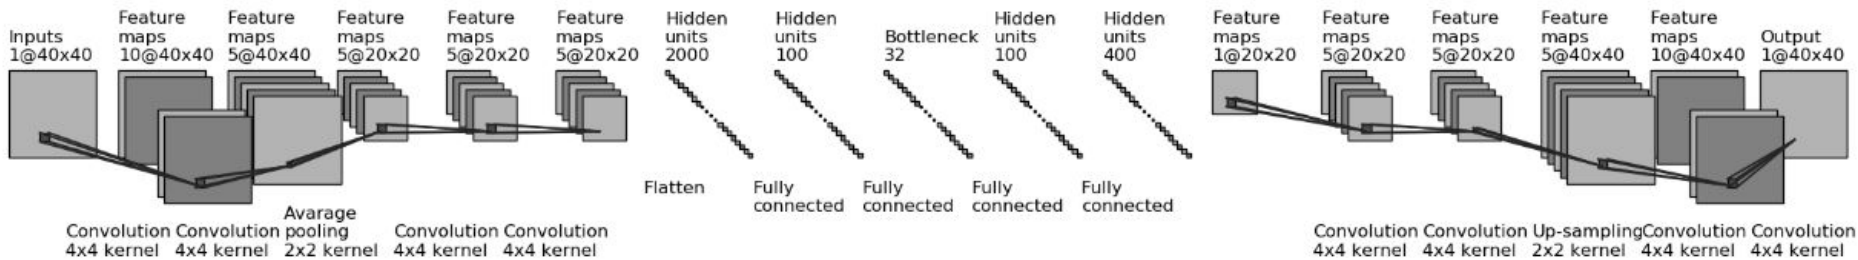 Inputs
1@40x40
Feature
maps
10@40x40
Feature
maps
5@40x40
Feature
maps
5@20x20
Feature
maps
5@20x20
Feature
maps
5@20x20
Hidden
units
2000
Hidden
units
100
Bottleneck
32
Hidden
units
100
Hidden
units
400
Feature
maps
1@20x20
Feature
maps
5@20x20
Feature
maps
5@20x20
Feature
maps
5@40x40
Feature
maps
10@40x40
Output
1@40x40
Convolution
4x4 kernel
Convolution
4x4 kernel
Avarage
pooling
2x2 kernel
Convolution
4x4 kernel
Convolution
4x4 kernel
Flatten
Fully
connected
Fully
connected
Fully
connected
Fully
connected
Convolution
4x4 kernel
Convolution
4x4 kernel
Up-sampling
2x2 kernel
Convolution
4x4 kernel
Convolution
4x4 kernel